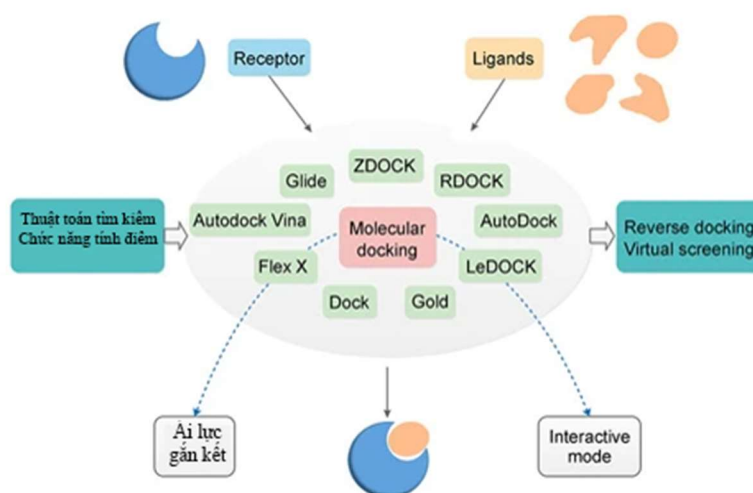 Receptor
Ligands
ZDOCK
Glide
RDOCK
Thuật toán tìm kiếm
Chức năng tính điểm
Autodock Vina
Molecular
docking
AutoDock
Reverse docking
Virtual screening
Flex X
LeDOCK
Dock
Gold
Ái lực
gắn kết
Interactive
mode